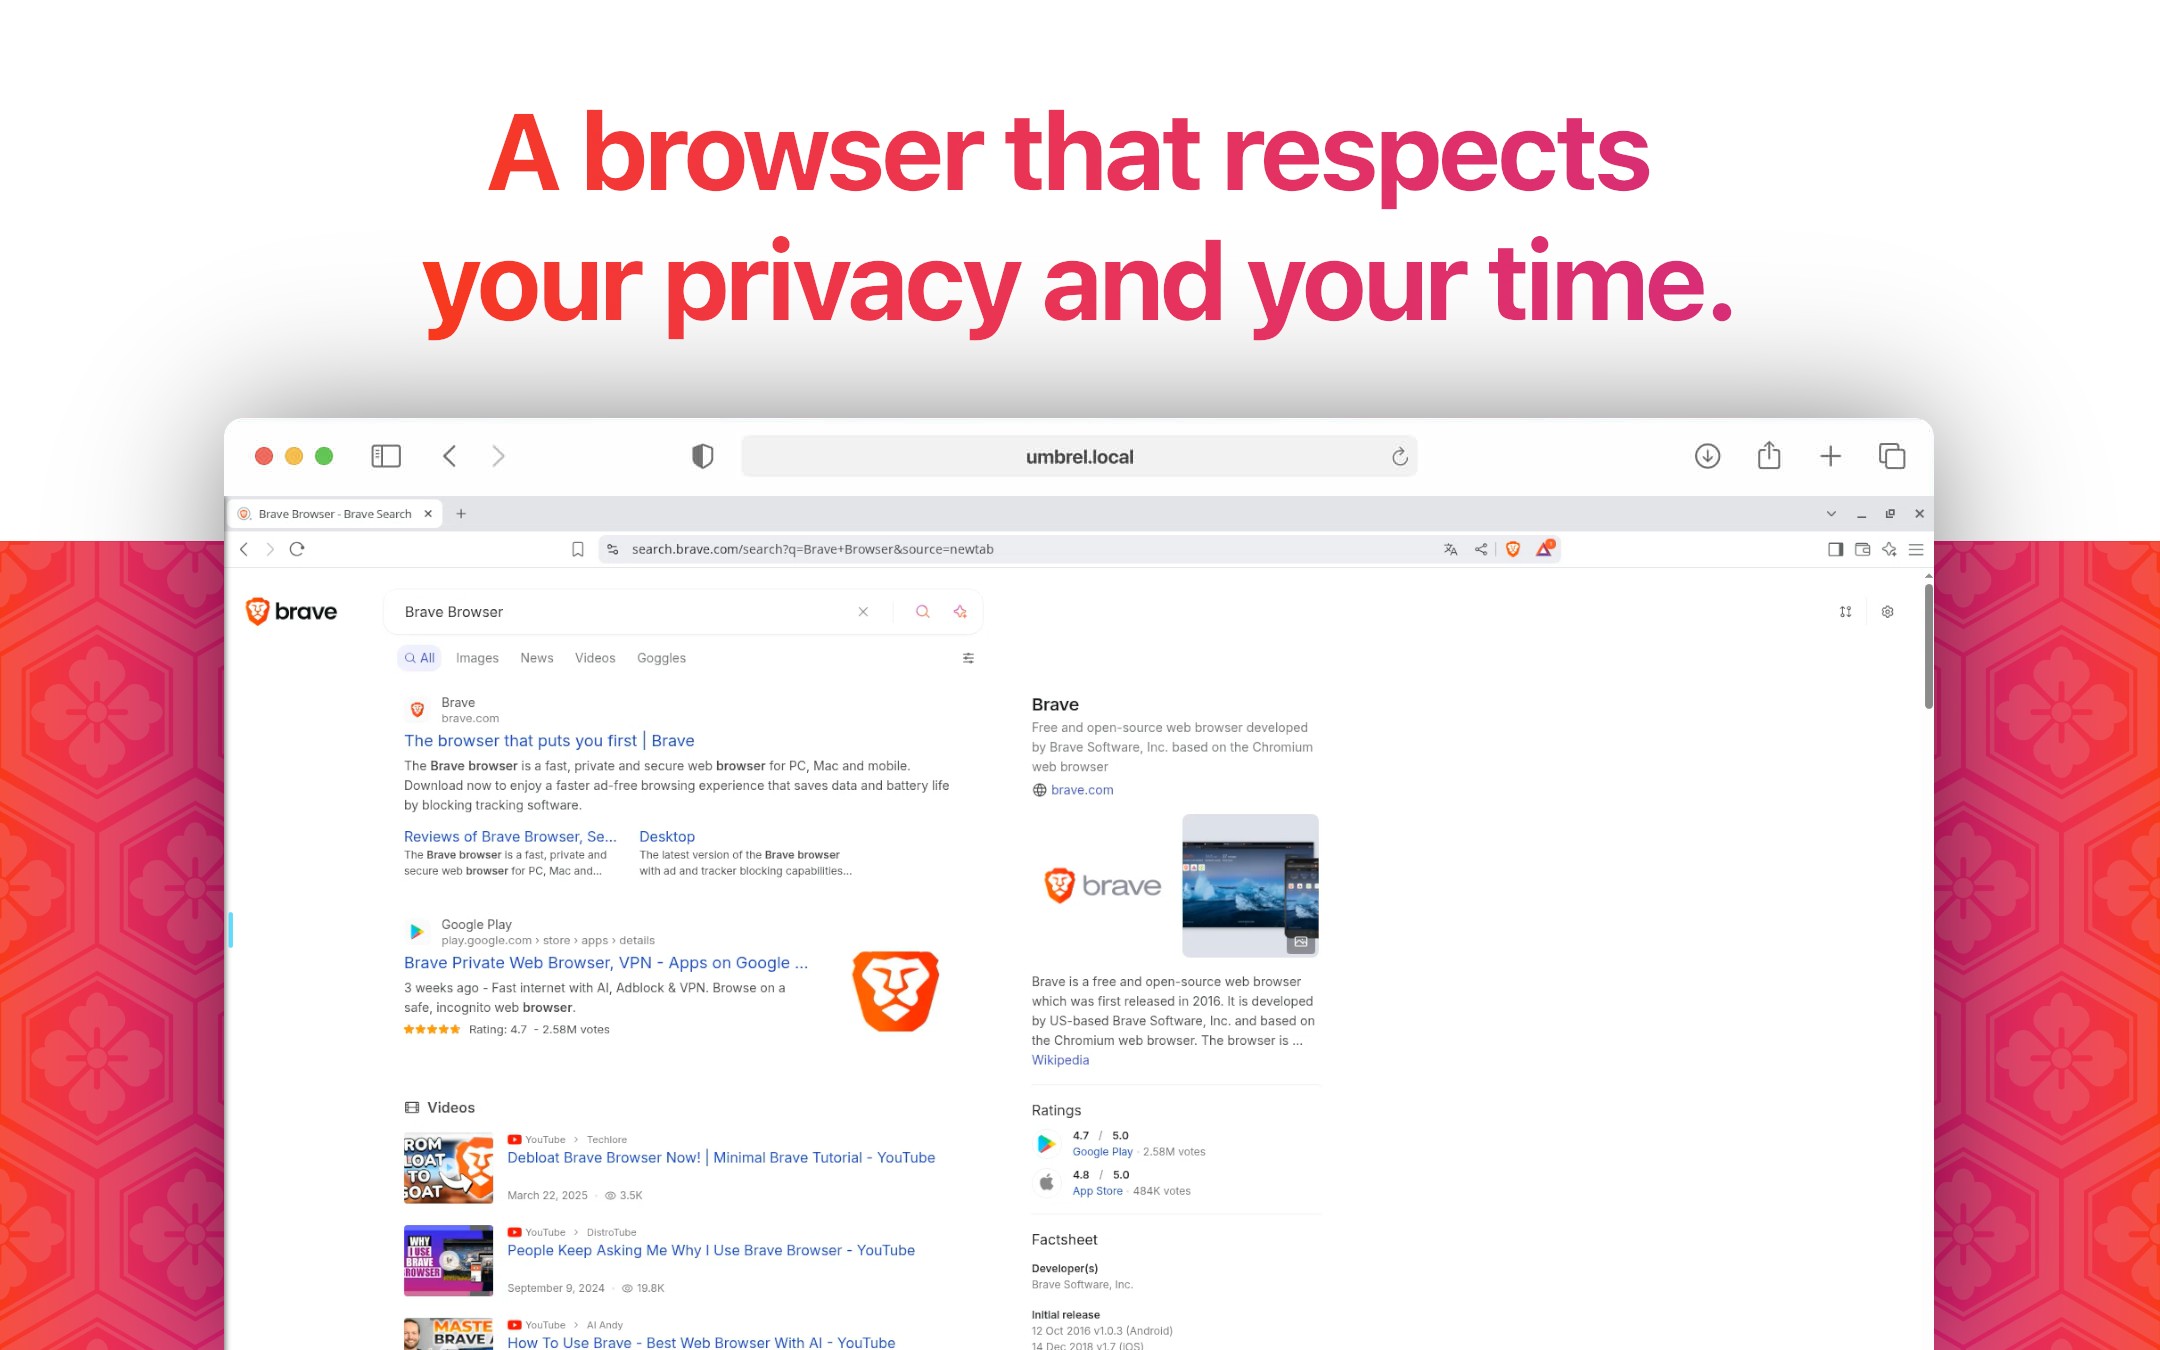 A browser that respects
your privacy and your time.
umbrel.local
Brave Browser - Brave Search
search.brave.com/search?q=Brave+Browser&source=newtab
brave
Brave Browser
All Images News Videos Goggles
Brave
brave.com
The browser that puts you first | Brave
The Brave browser is a fast, private and secure web browser for PC, Mac and mobile.
Download now to enjoy a faster ad-free browsing experience that saves data and battery life
by blocking tracking software.
Reviews of Brave Browser, Se...
The Brave browser is a fast, private and
secure web browser for PC, Mac and...
Desktop
The latest version of the Brave browser
with ad and tracker blocking capabilities...
Google Play
play.google.com › store › apps › details
Brave Private Web Browser, VPN - Apps on Google ...
3 weeks ago - Fast internet with AI, Adblock & VPN. Browse on a
safe, incognito web browser.
Rating: 4.7 - 2.58M votes
Videos
ROM
LOAT
TO
GOAT
YouTube › Techlore
Debloat Brave Browser Now! | Minimal Brave Tutorial - YouTube
March 22, 2025 · 3.5K
WHY
I USE
BRAVE
BROWSER
YouTube › DistroTube
People Keep Asking Me Why I Use Brave Browser - YouTube
September 9, 2024 · 19.8K
MASTE
BRAVE A
YouTube › AI Andy
How To Use Brave - Best Web Browser With AI - YouTube
Brave
Free and open-source web browser developed
by Brave Software, Inc. based on the Chromium
web browser
brave.com
brave
Brave is a free and open-source web browser
which was first released in 2016. It is developed
by US-based Brave Software, Inc. and based on
the Chromium web browser. The browser is ...
Wikipedia
Ratings
4.7 / 5.0
Google Play · 2.58M votes
4.8 / 5.0
App Store · 484K votes
Factsheet
Developer(s)
Brave Software, Inc.
Initial release
12 Oct 2016 v1.0.3 (Android)
14 Dec 2018 v1.7 (iOS)